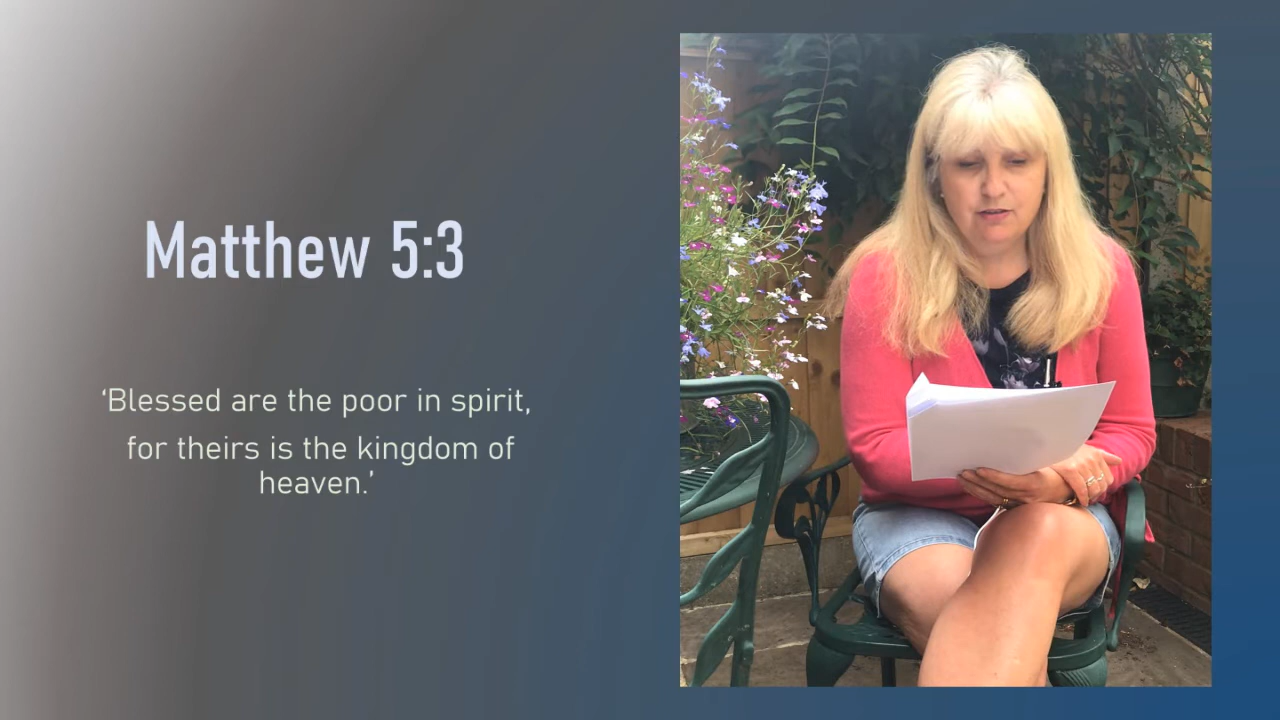 Matthew 5:3
‘Blessed are the poor in spirit,
for theirs is the kingdom of
heaven.’